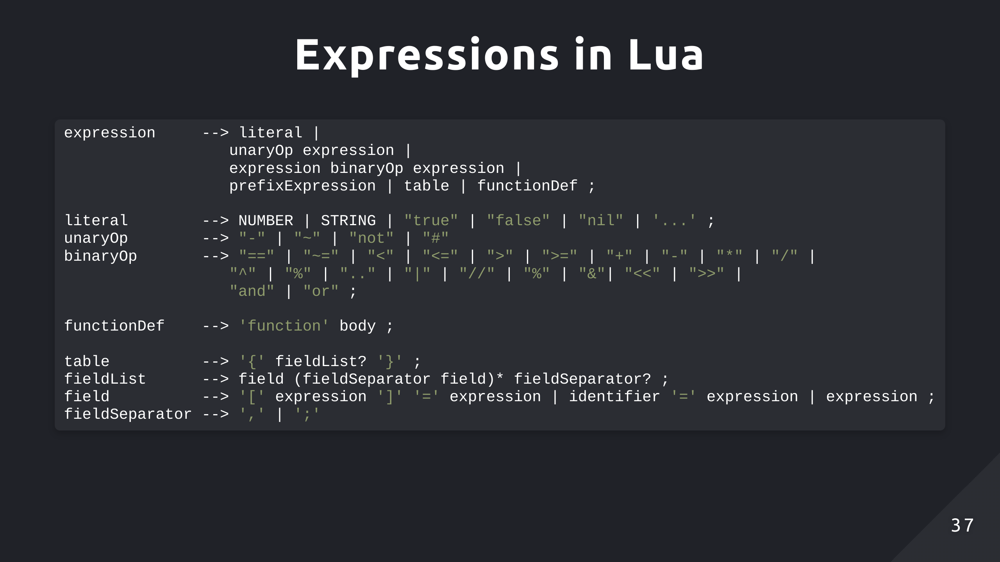 Expressions in Lua
expression     --> literal |
                  unaryOp expression |
                  expression binaryOp expression |
                  prefixExpression | table | functionDef ;
literal        --> NUMBER | STRING | "true" | "false" | "nil" | '...' ;
unaryOp        --> "-" | "~" | "not" | "#"
binaryOp       --> "==" | "~=" | "<" | "<=" | ">" | ">=" | "+" | "-" | "*" | "/" |
                  "^" | "%" | ".." | "|" | "//" | "%" | "&"| "<<" | ">>" |
                  "and" | "or" ;
functionDef    --> 'function' body ;
table          --> '{' fieldList? '}' ;
fieldList      --> field (fieldSeparator field)* fieldSeparator? ;
field          --> '[' expression ']' '=' expression | identifier '=' expression | expression ;
fieldSeparator --> ',' | ';'
37